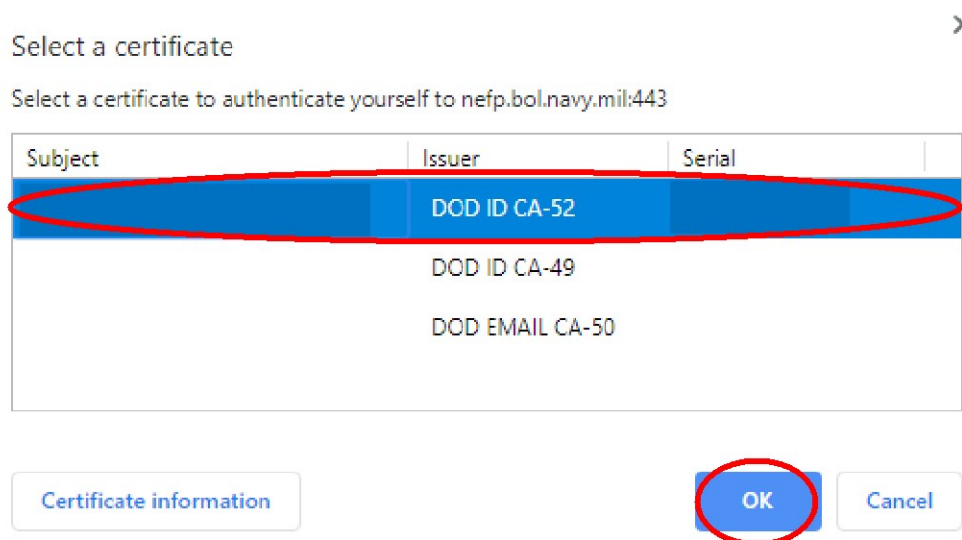 Select a certificate
Select a certificate to authenticate yourself to nefp.bol.navy.mil:443
Subject Issuer Serial
DOD ID CA-52
DOD ID CA-49
DOD EMAIL CA-50
Certificate information OK Cancel